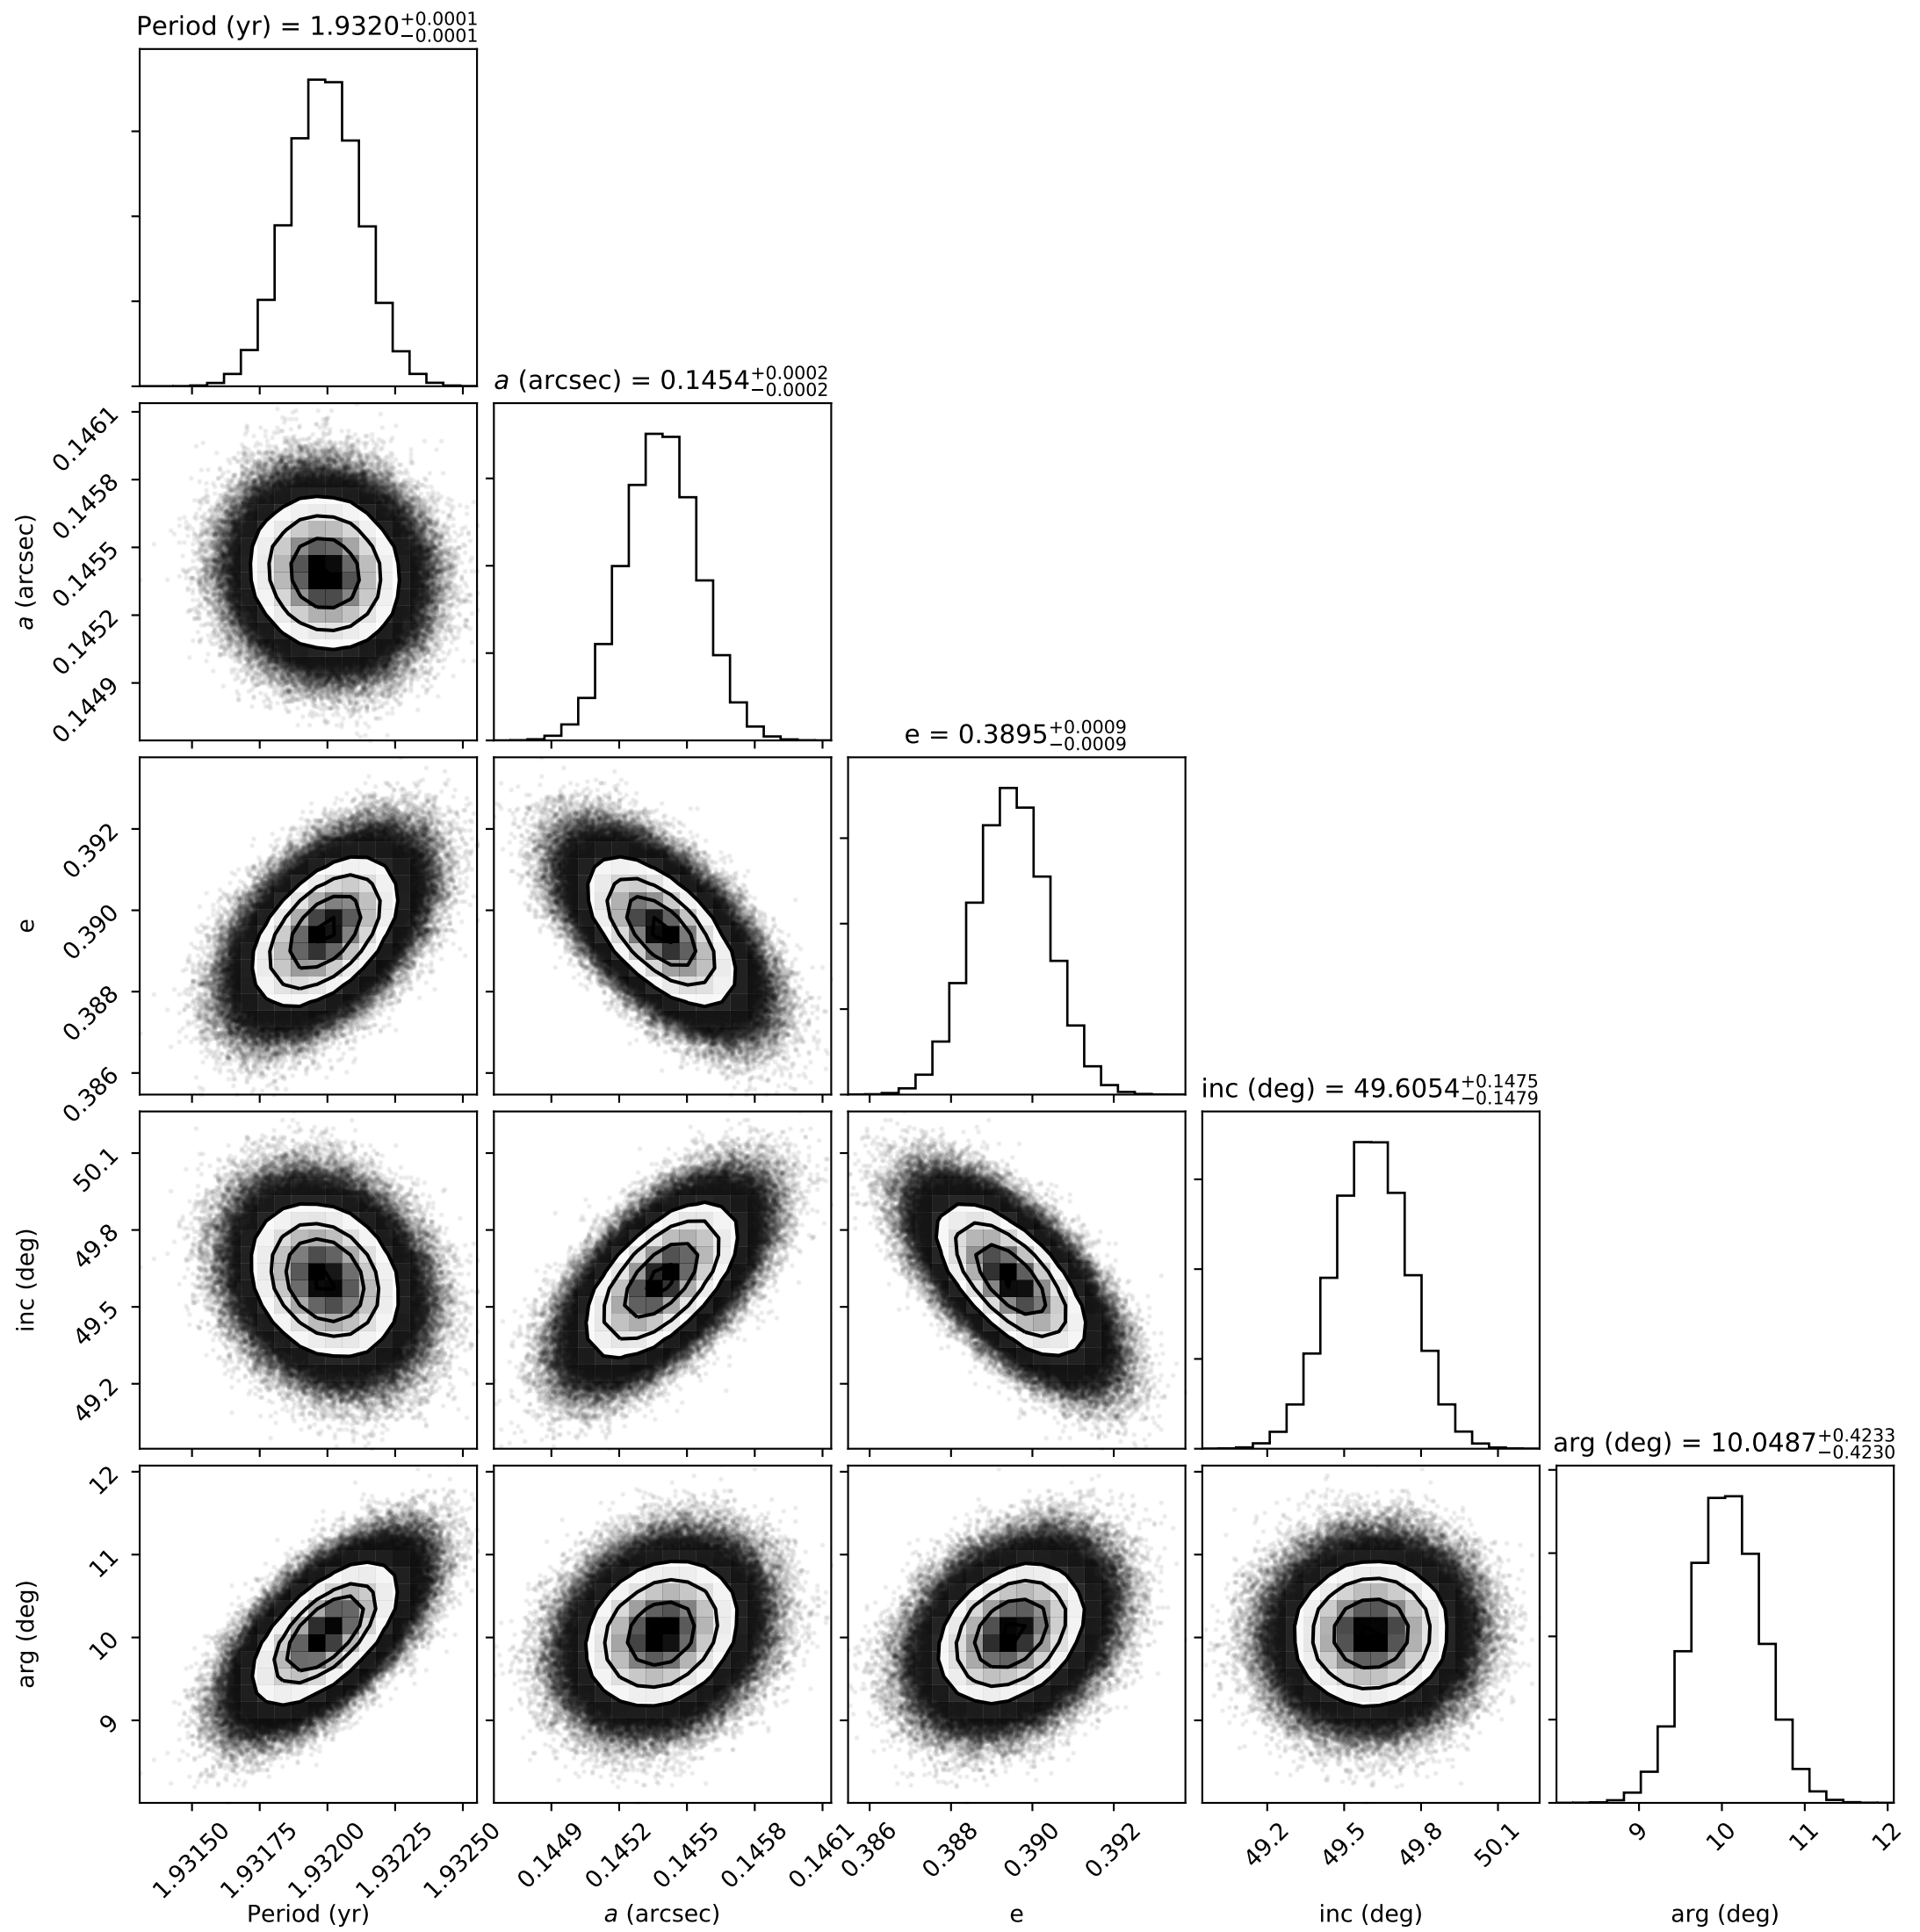 Period (yr) = 1.9320+0.0001 −0.0001
a (arcsec) = 0.1454+0.0002 −0.0002
0.1461
0.1458
0.1455
0.1452
0.1449
a (arcsec)
e = 0.3895+0.0009 −0.0009
0.392
0.390
0.388
0.386
e
inc (deg) = 49.6054+0.1475 −0.1479
50.1
49.8
49.5
49.2
inc (deg)
arg (deg) = 10.0487+0.4233 −0.4230
12
11
10
9
arg (deg)
1.93150 1.93175 1.93200 1.93225 1.93250 0.1449 0.1452 0.1455 0.1458 0.1461 0.386 0.388 0.390 0.392 49.2 49.5 49.8 50.1 9 10 11 12
Period (yr) a (arcsec) e inc (deg) arg (deg)